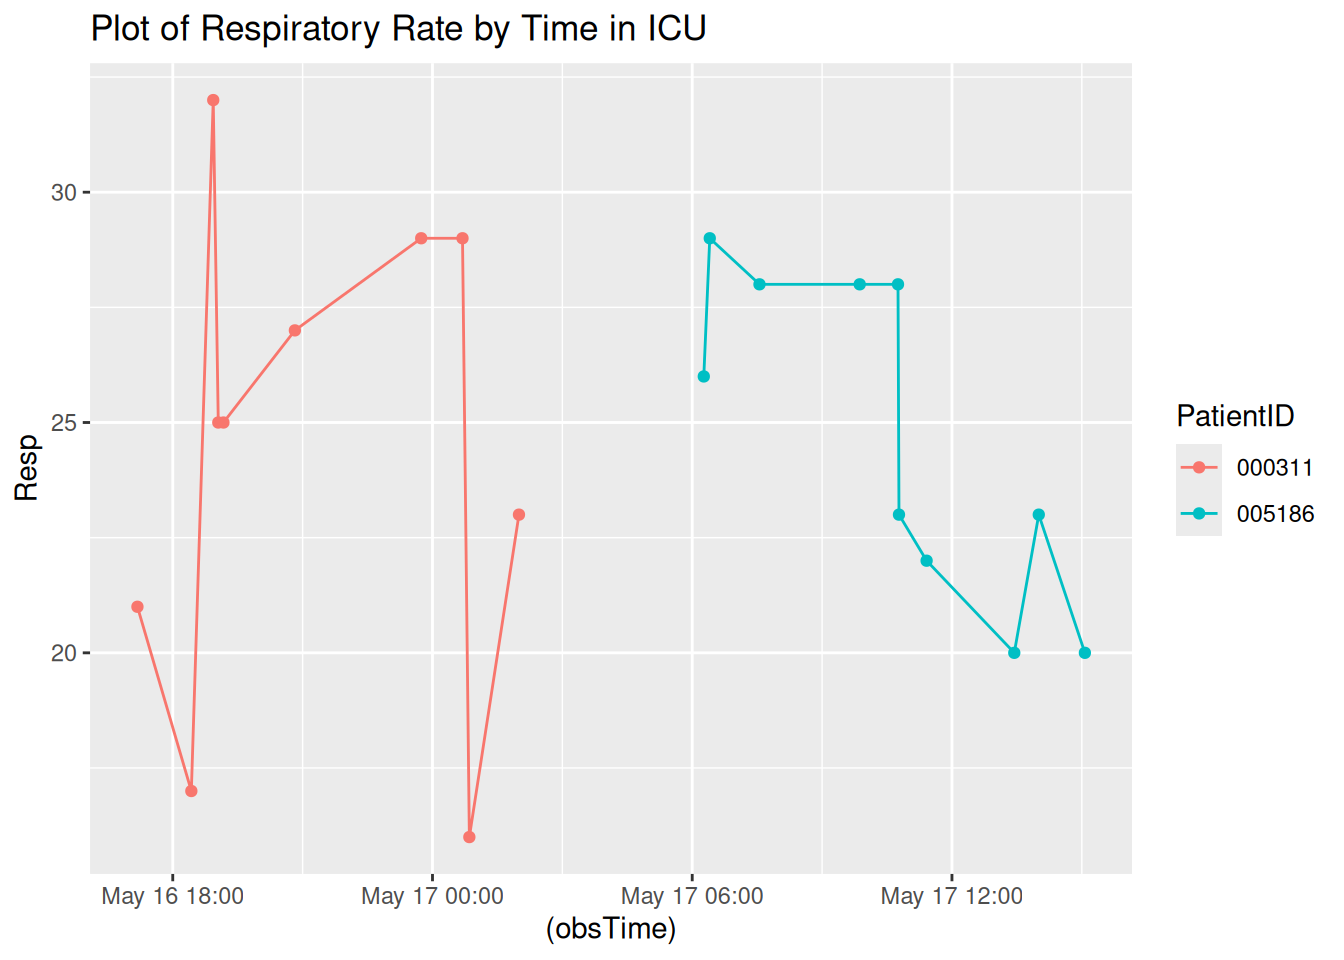 Plot of Respiratory Rate by Time in ICU
30
25
20
Resp
May 16 18:00
May 17 00:00
May 17 06:00
May 17 12:00
(obsTime)
PatientID
000311
005186